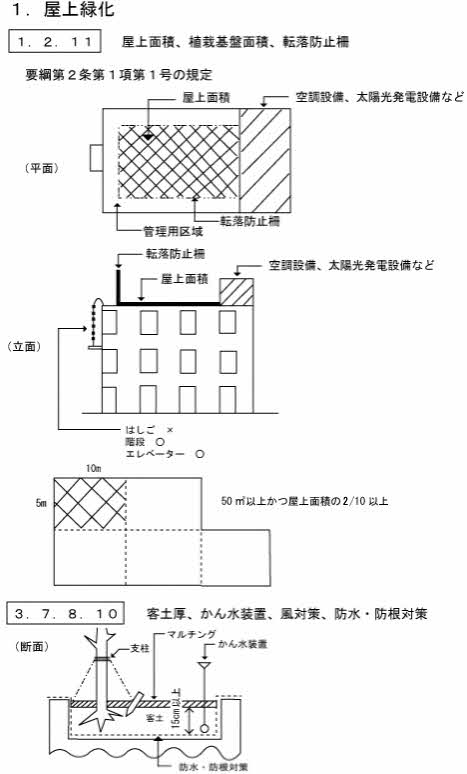 １．屋上緑化
１．２．１１　屋上面積、植栽基盤面積、転落防止柵
要綱第２条第１項第１号の規定
屋上面積
空調設備、太陽光発電設備など
（平面）
転落防止柵
管理用区域
転落防止柵
屋上面積
空調設備、太陽光発電設備など
（立面）
はしご　×
階段　○
エレベーター　○
10m
5m
50㎡以上かつ屋上面積の2/10以上
３．７．８．１０　客土厚、かん水装置、風対策、防水・防根対策
（断面）
支柱
マルチング
かん水装置
客土
15cm以上
防水・防根対策